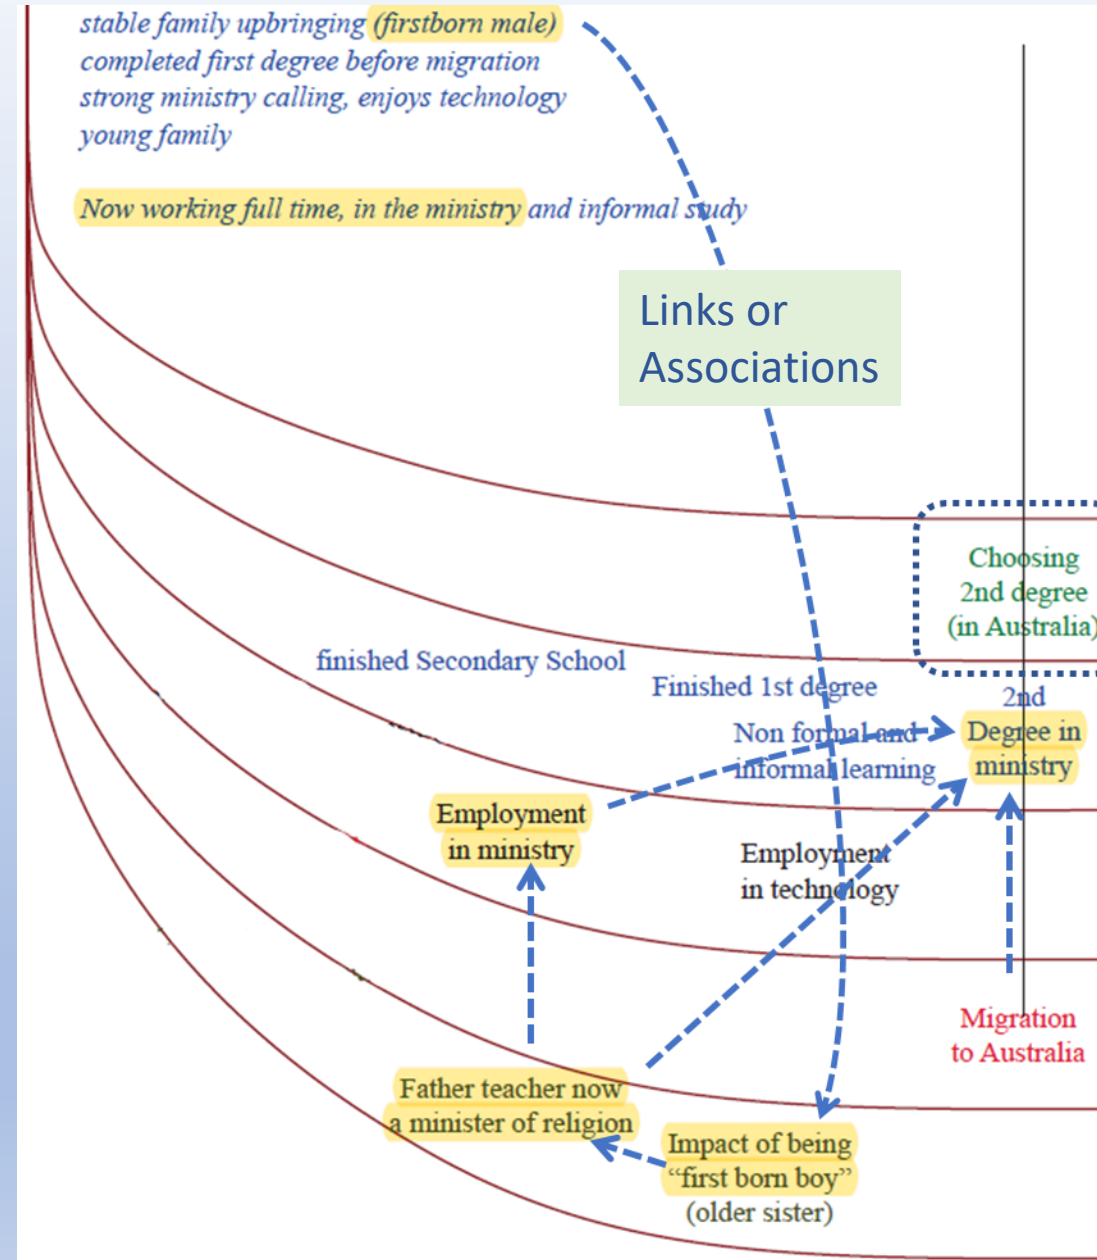 stable family upbringing (firstborn male)
completed first degree before migration
strong ministry calling, enjoys technology
young family
Now working full time, in the ministry and informal study
Links or
Associations
Choosing
2nd degree
(in Australia)
finished Secondary School
Finished 1st degree
2nd
Degree in
ministry
Non formal and
informal learning
Employment
in ministry
Employment
in technology
Migration
to Australia
Father teacher now
a minister of religion
Impact of being
“first born boy”
(older sister)